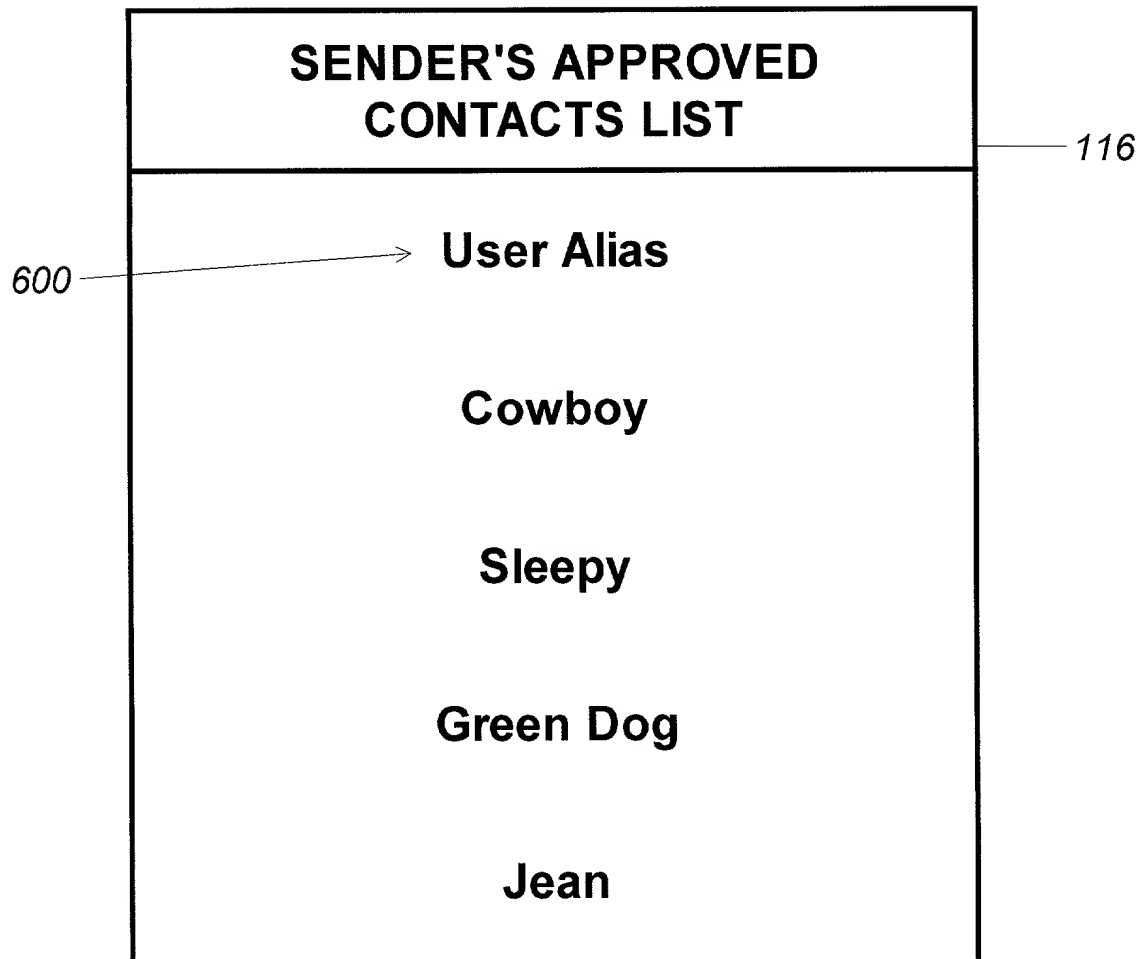 SENDER'S APPROVED
CONTACTS LIST
116
User Alias
600
Cowboy
Sleepy
Green Dog
Jean